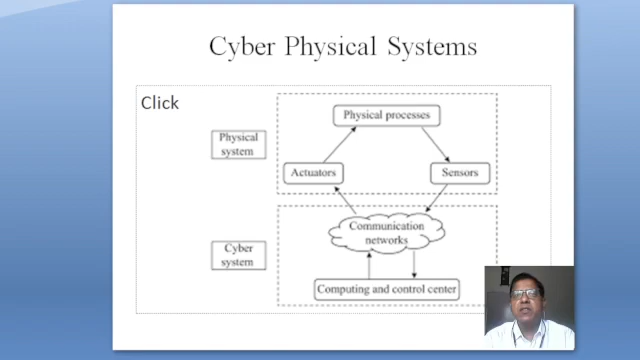 Cyber Physical Systems
Click
Physical processes
Physical
system
Actuators
Sensors
Communication
networks
Cyber
system
Computing and control center